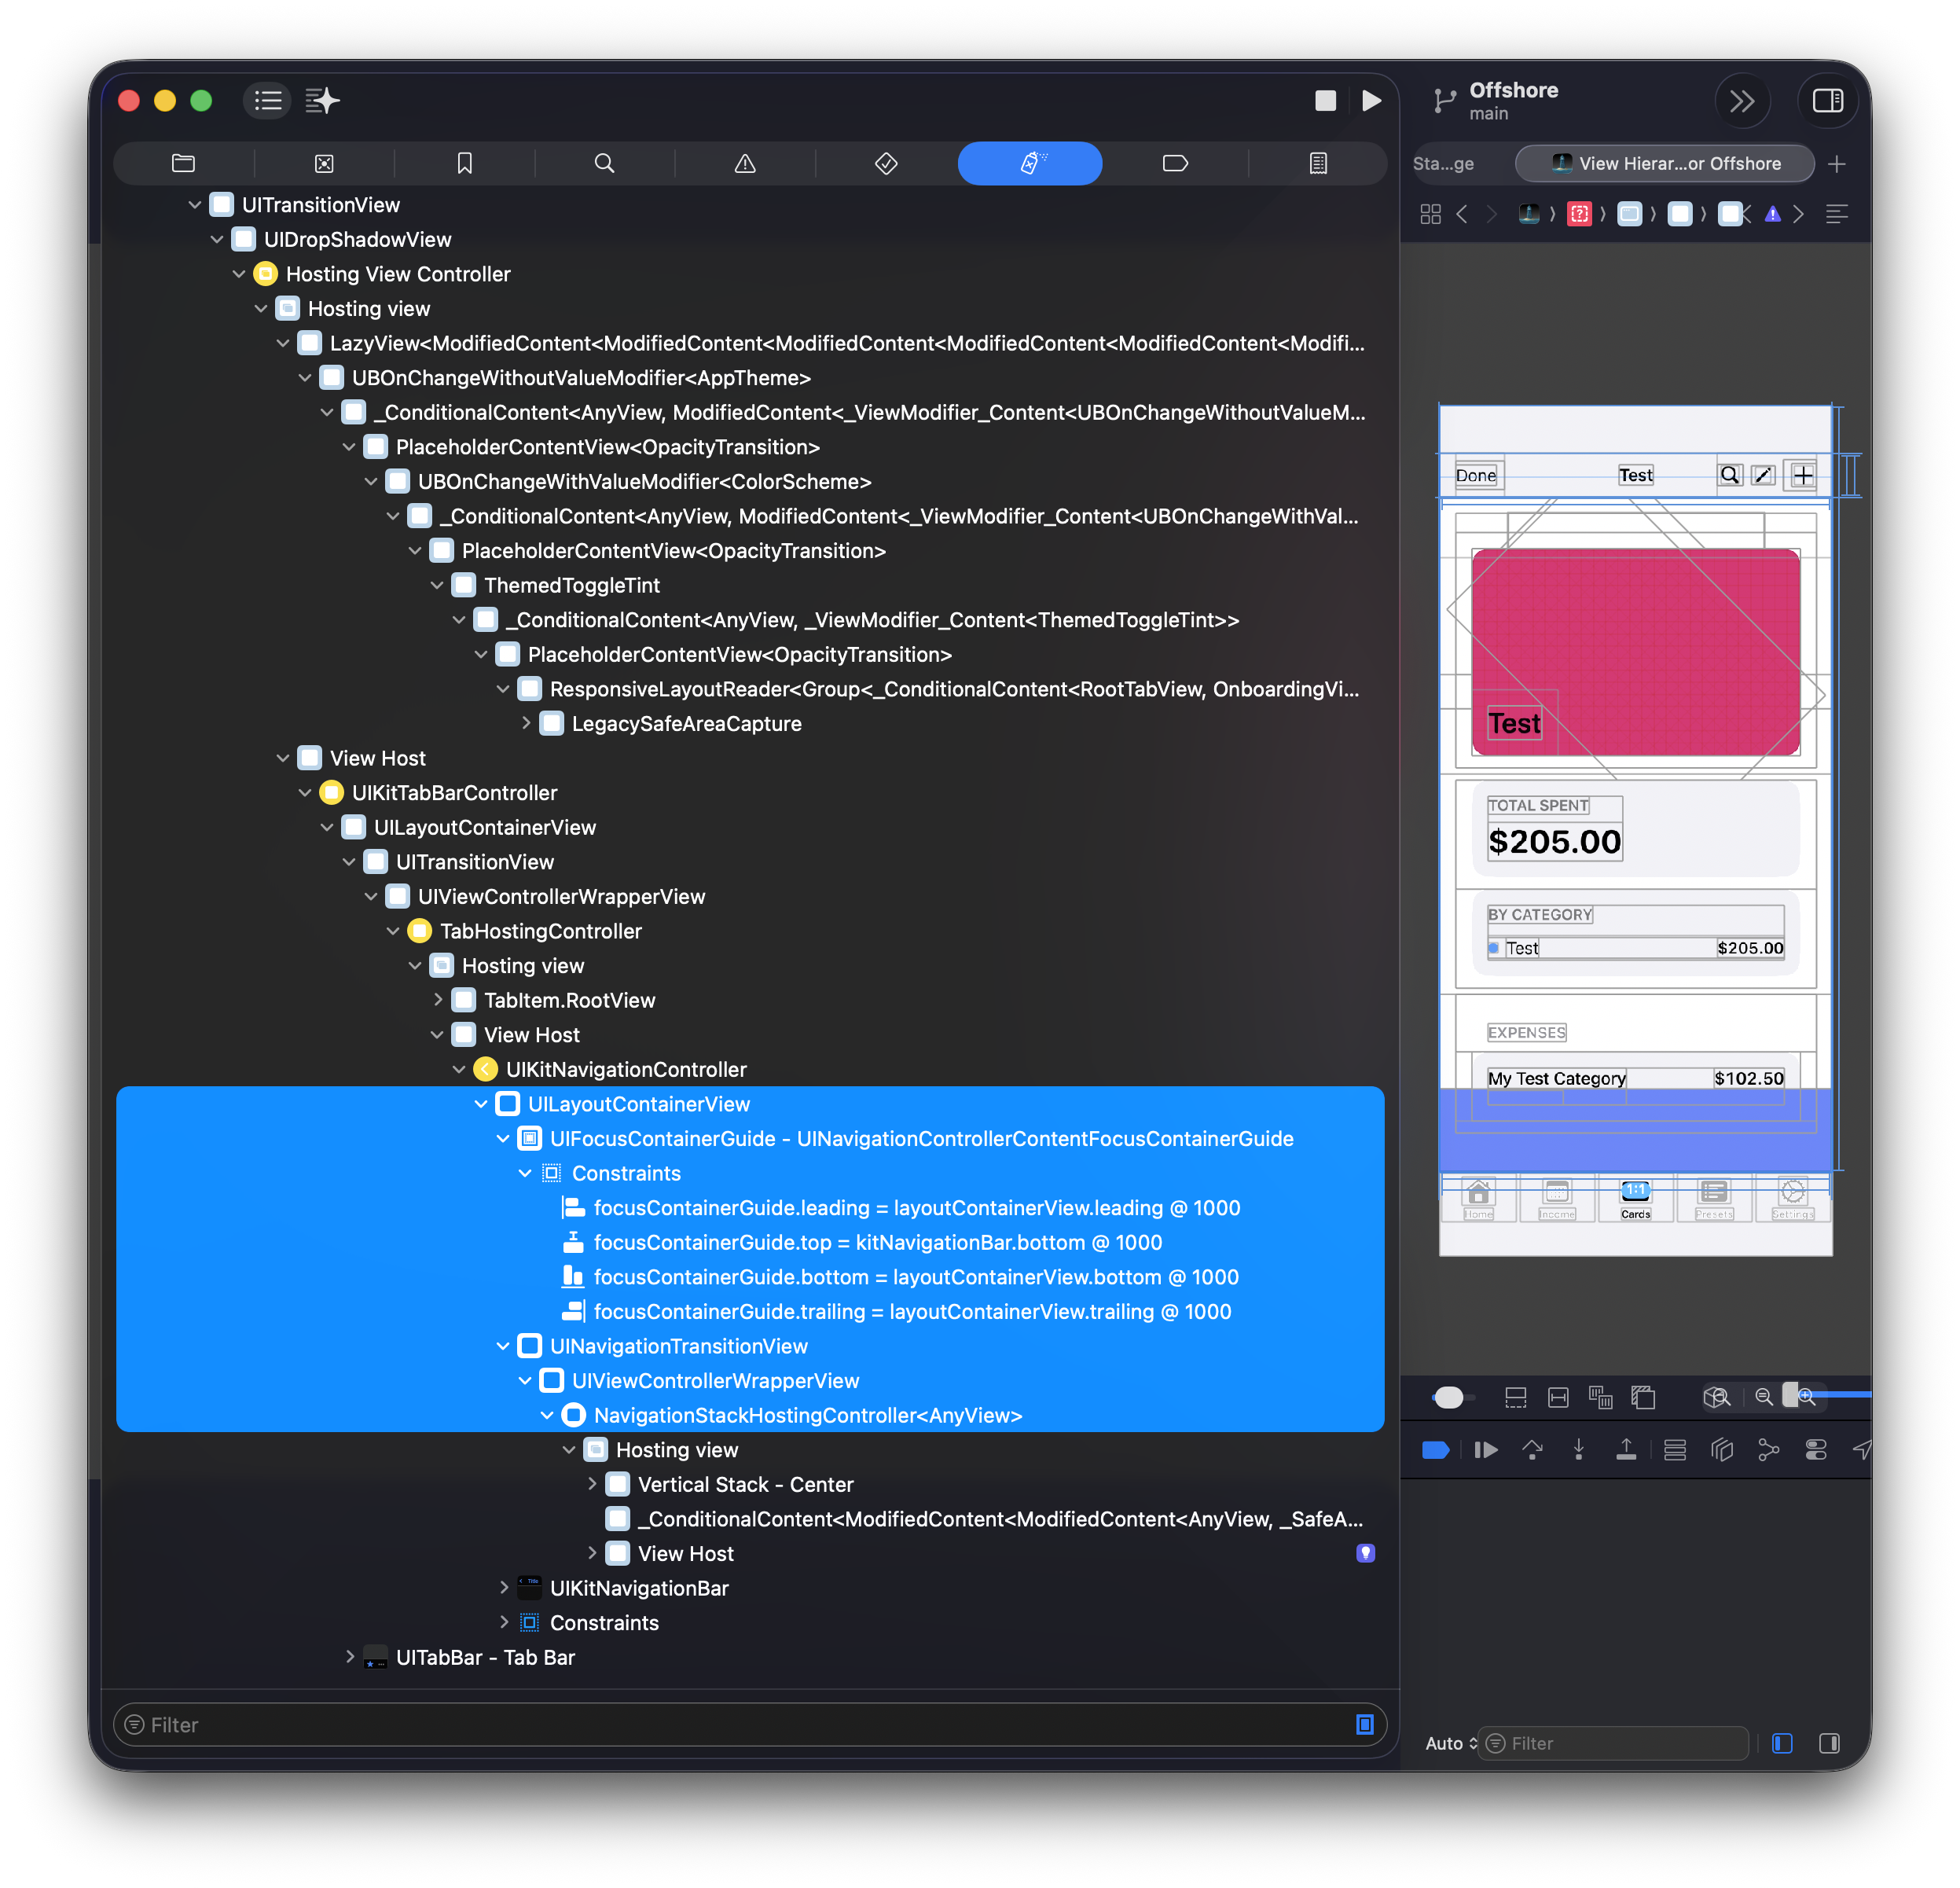 Offshore
main
Sta...ge
View Hierar...or Offshore
UITransitionView
UIDropShadowView
Hosting View Controller
Hosting view
LazyView<ModifiedContent<ModifiedContent<ModifiedContent<ModifiedContent<ModifiedContent<Modifi...
UBOnChangeWithoutValueModifier<AppTheme>
_ConditionalContent<AnyView, ModifiedContent<_ViewModifier_Content<UBOnChangeWithoutValueM...
PlaceholderContentView<OpacityTransition>
UBOnChangeWithValueModifier<ColorScheme>
_ConditionalContent<AnyView, ModifiedContent<_ViewModifier_Content<UBOnChangeWithVal...
PlaceholderContentView<OpacityTransition>
ThemedToggleTint
_ConditionalContent<AnyView, _ViewModifier_Content<ThemedToggleTint>>
PlaceholderContentView<OpacityTransition>
ResponsiveLayoutReader<Group<_ConditionalContent<RootTabView, OnboardingVi...
LegacySafeAreaCapture
View Host
UIKitTabBarController
UILayoutContainerView
UITransitionView
UIViewControllerWrapperView
TabHostingController
Hosting view
TabItem.RootView
View Host
UIKitNavigationController
UILayoutContainerView
UIFocusContainerGuide - UINavigationControllerContentFocusContainerGuide
Constraints
focusContainerGuide.leading = layoutContainerView.leading @ 1000
focusContainerGuide.top = kitNavigationBar.bottom @ 1000
focusContainerGuide.bottom = layoutContainerView.bottom @ 1000
focusContainerGuide.trailing = layoutContainerView.trailing @ 1000
UINavigationTransitionView
UIViewControllerWrapperView
NavigationStackHostingController<AnyView>
Hosting view
Vertical Stack - Center
_ConditionalContent<ModifiedContent<ModifiedContent<AnyView, _SafeA...
View Host
UIKitNavigationBar
Constraints
UITabBar - Tab Bar
Filter
Done
Test
Test
TOTAL SPENT
$205.00
BY CATEGORY
Test $205.00
EXPENSES
My Test Category $102.50
1:1
Home Income Cards Presets Settings
Auto
Filter